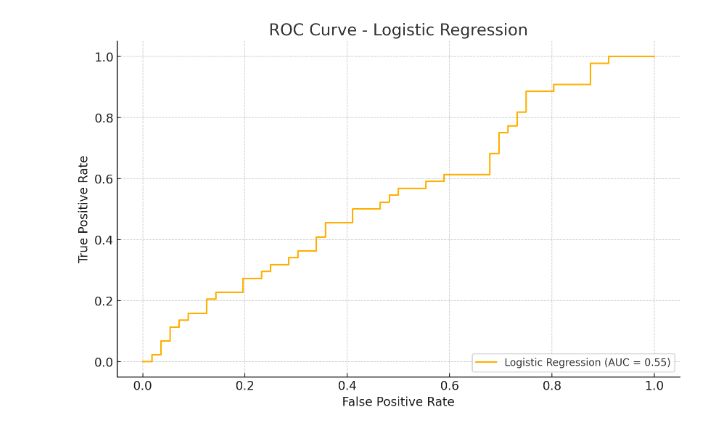 ROC Curve - Logistic Regression
True Positive Rate
1.0
0.8
0.6
0.4
0.2
0.0
Logistic Regression (AUC = 0.55)
0.0 0.2 0.4 0.6 0.8 1.0
False Positive Rate